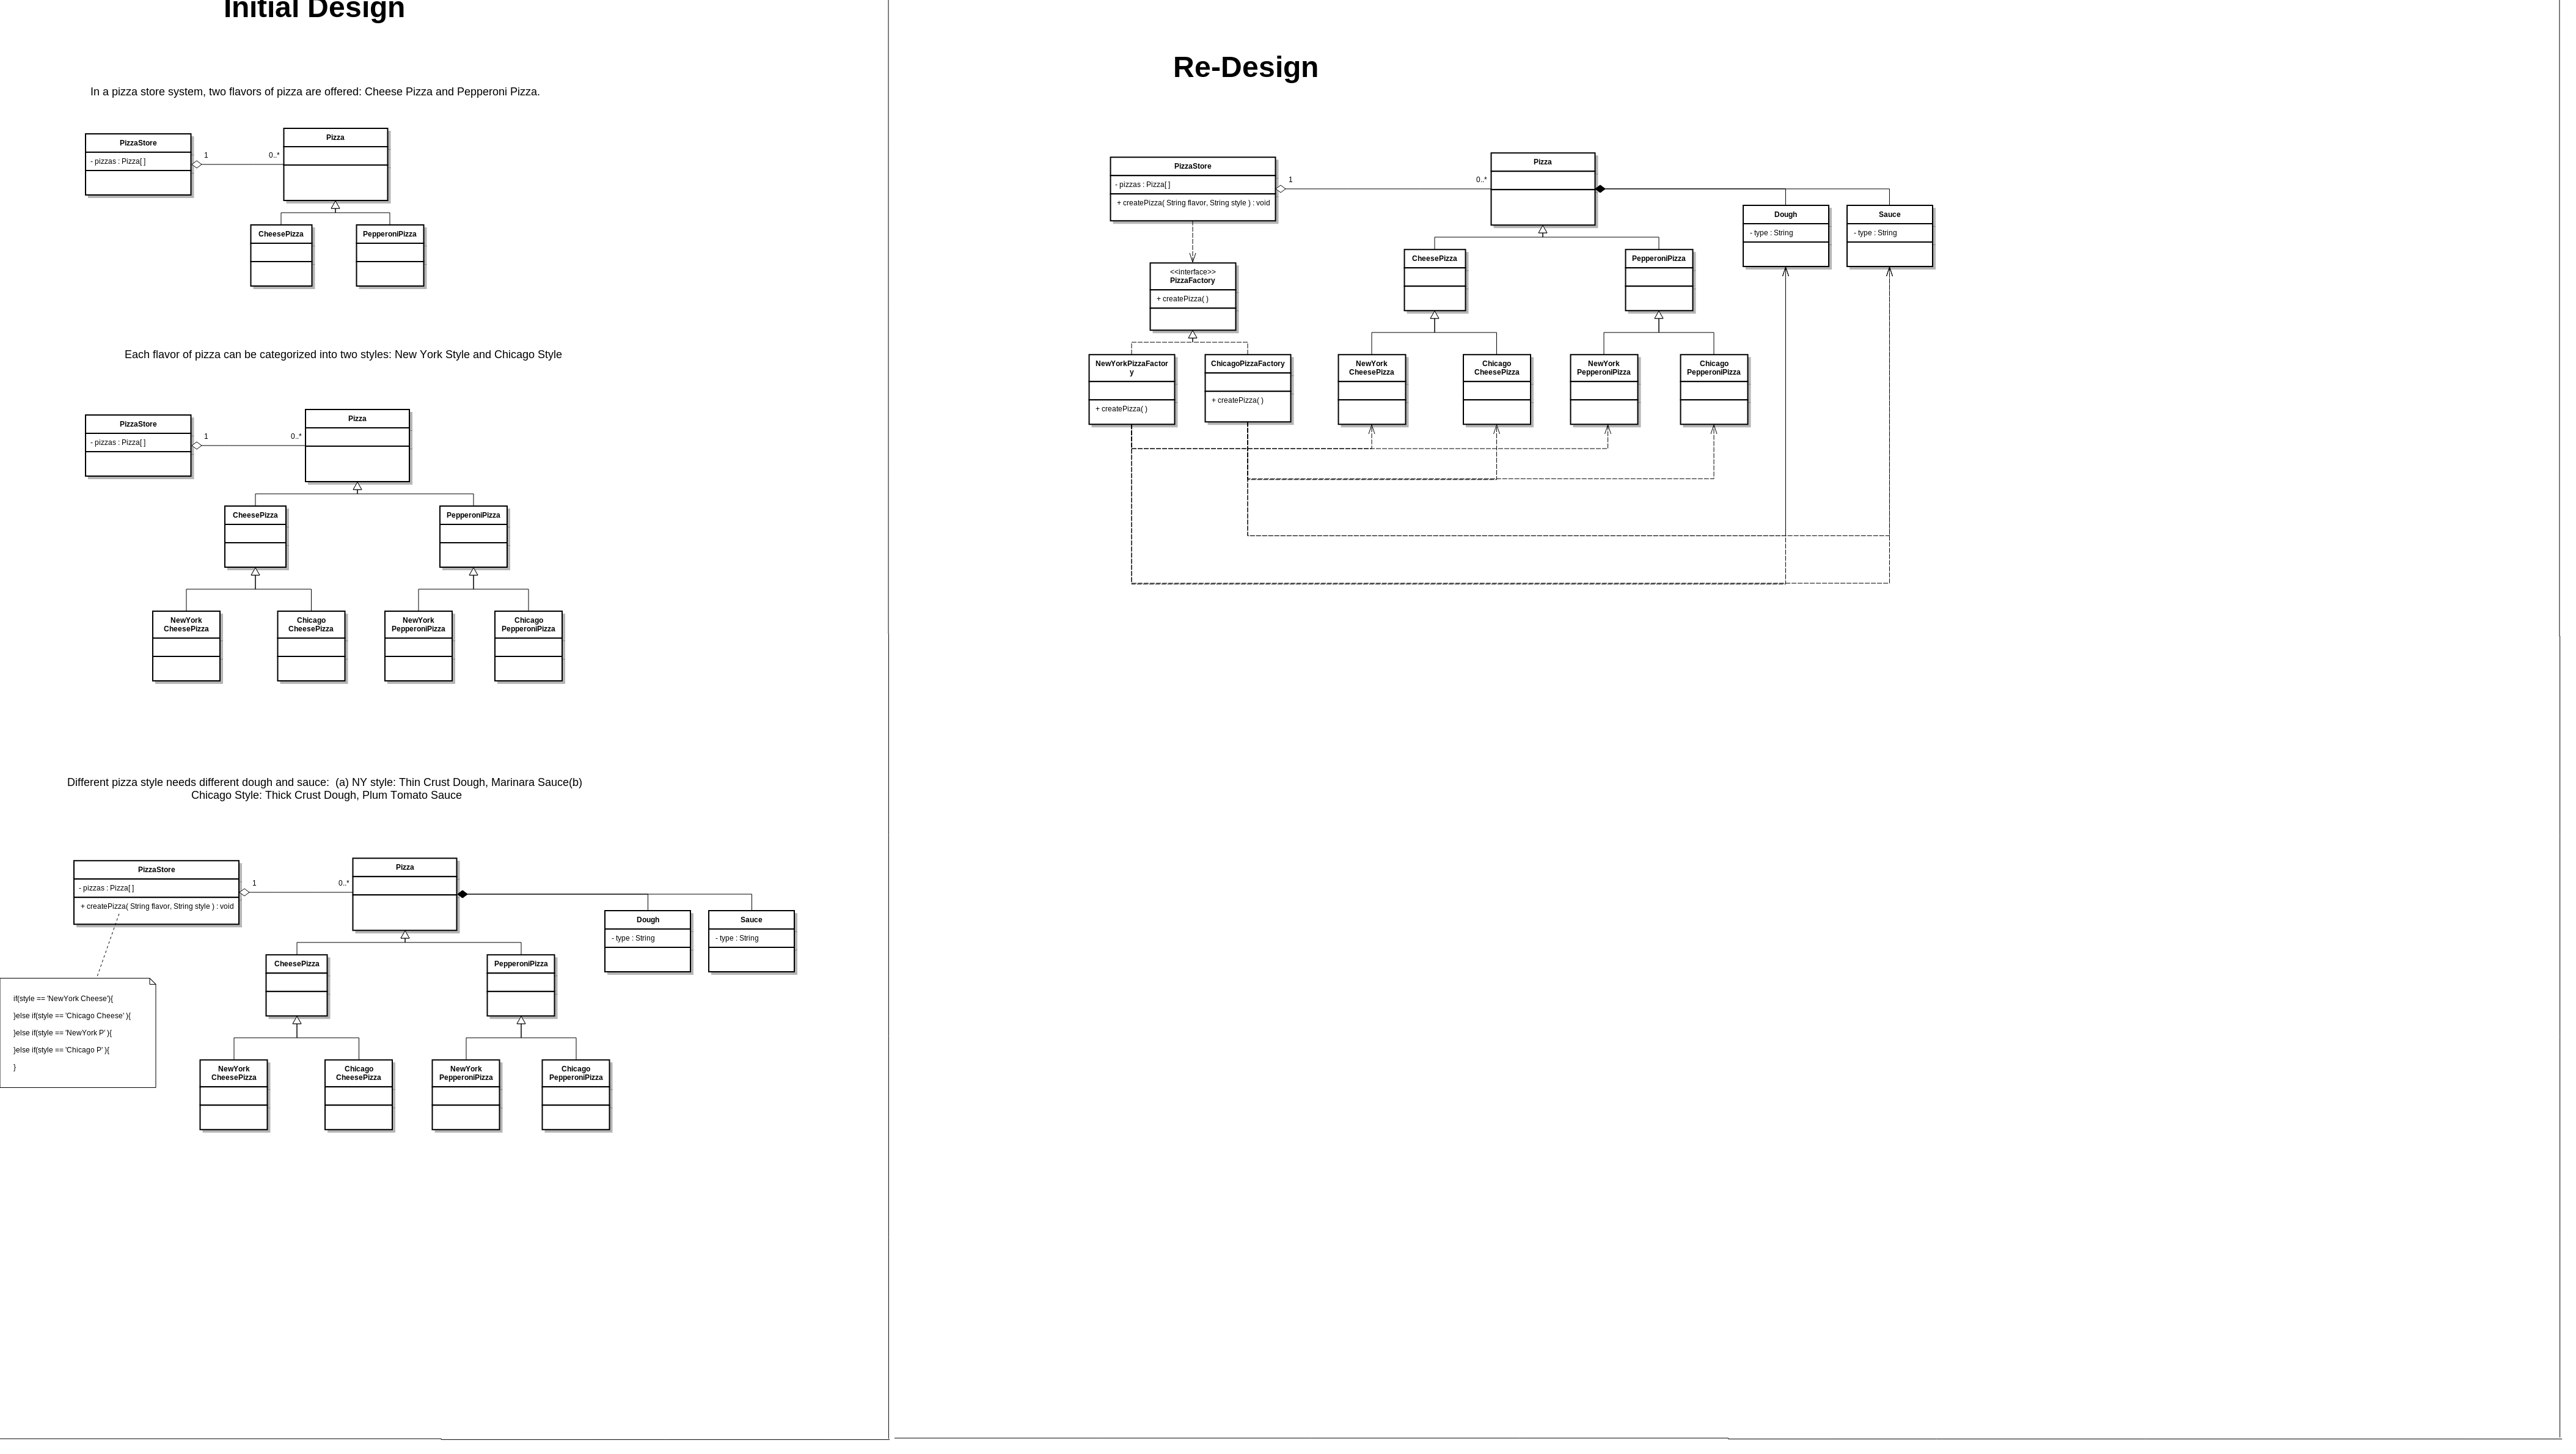 Initial Design
In a pizza store system, two flavors of pizza are offered: Cheese Pizza and Pepperoni Pizza.
PizzaStore
- pizzas : Pizza[ ]
1
0..*
Pizza
CheesePizza
PepperoniPizza
Each flavor of pizza can be categorized into two styles: New York Style and Chicago Style
PizzaStore
- pizzas : Pizza[ ]
1
0..*
Pizza
CheesePizza
PepperoniPizza
NewYork
CheesePizza
Chicago
CheesePizza
NewYork
PepperoniPizza
Chicago
PepperoniPizza
Different pizza style needs different dough and sauce:  (a) NY style: Thin Crust Dough, Marinara Sauce(b)
Chicago Style: Thick Crust Dough, Plum Tomato Sauce
PizzaStore
- pizzas : Pizza[ ]
+ createPizza( String flavor, String style ) : void
1
0..*
Pizza
Dough
- type : String
Sauce
- type : String
CheesePizza
PepperoniPizza
if(style == 'NewYork Cheese'){
}else if(style == 'Chicago Cheese' ){
}else if(style == 'NewYork P' ){
}else if(style == 'Chicago P' ){
}
NewYork
CheesePizza
Chicago
CheesePizza
NewYork
PepperoniPizza
Chicago
PepperoniPizza
Re-Design
PizzaStore
- pizzas : Pizza[ ]
+ createPizza( String flavor, String style ) : void
1
0..*
Pizza
Dough
- type : String
Sauce
- type : String
<<interface>>
PizzaFactory
+ createPizza( )
CheesePizza
PepperoniPizza
NewYorkPizzaFactor
y
+ createPizza( )
ChicagoPizzaFactory
+ createPizza( )
NewYork
CheesePizza
Chicago
CheesePizza
NewYork
PepperoniPizza
Chicago
PepperoniPizza